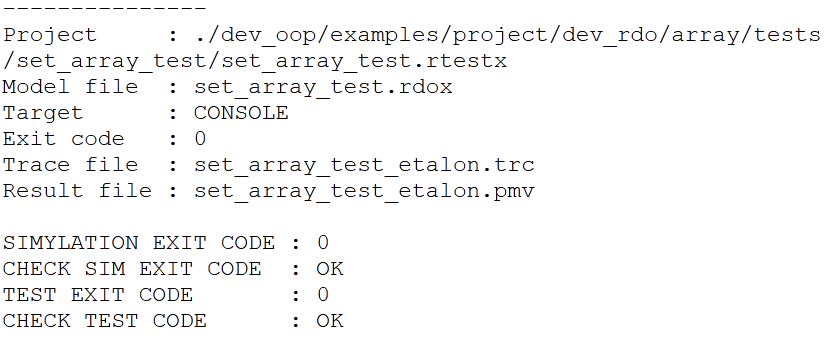 ---------------
Project     : ./dev_oop/examples/project/dev_rdo/array/tests
/set_array_test/set_array_test.rtestx
Model file  : set_array_test.rdox
Target      : CONSOLE
Exit code   : 0
Trace file  : set_array_test_etalon.trc
Result file : set_array_test_etalon.pmv

SIMYLATION EXIT CODE : 0
CHECK SIM EXIT CODE  : OK
TEST EXIT CODE       : 0
CHECK TEST CODE      : OK